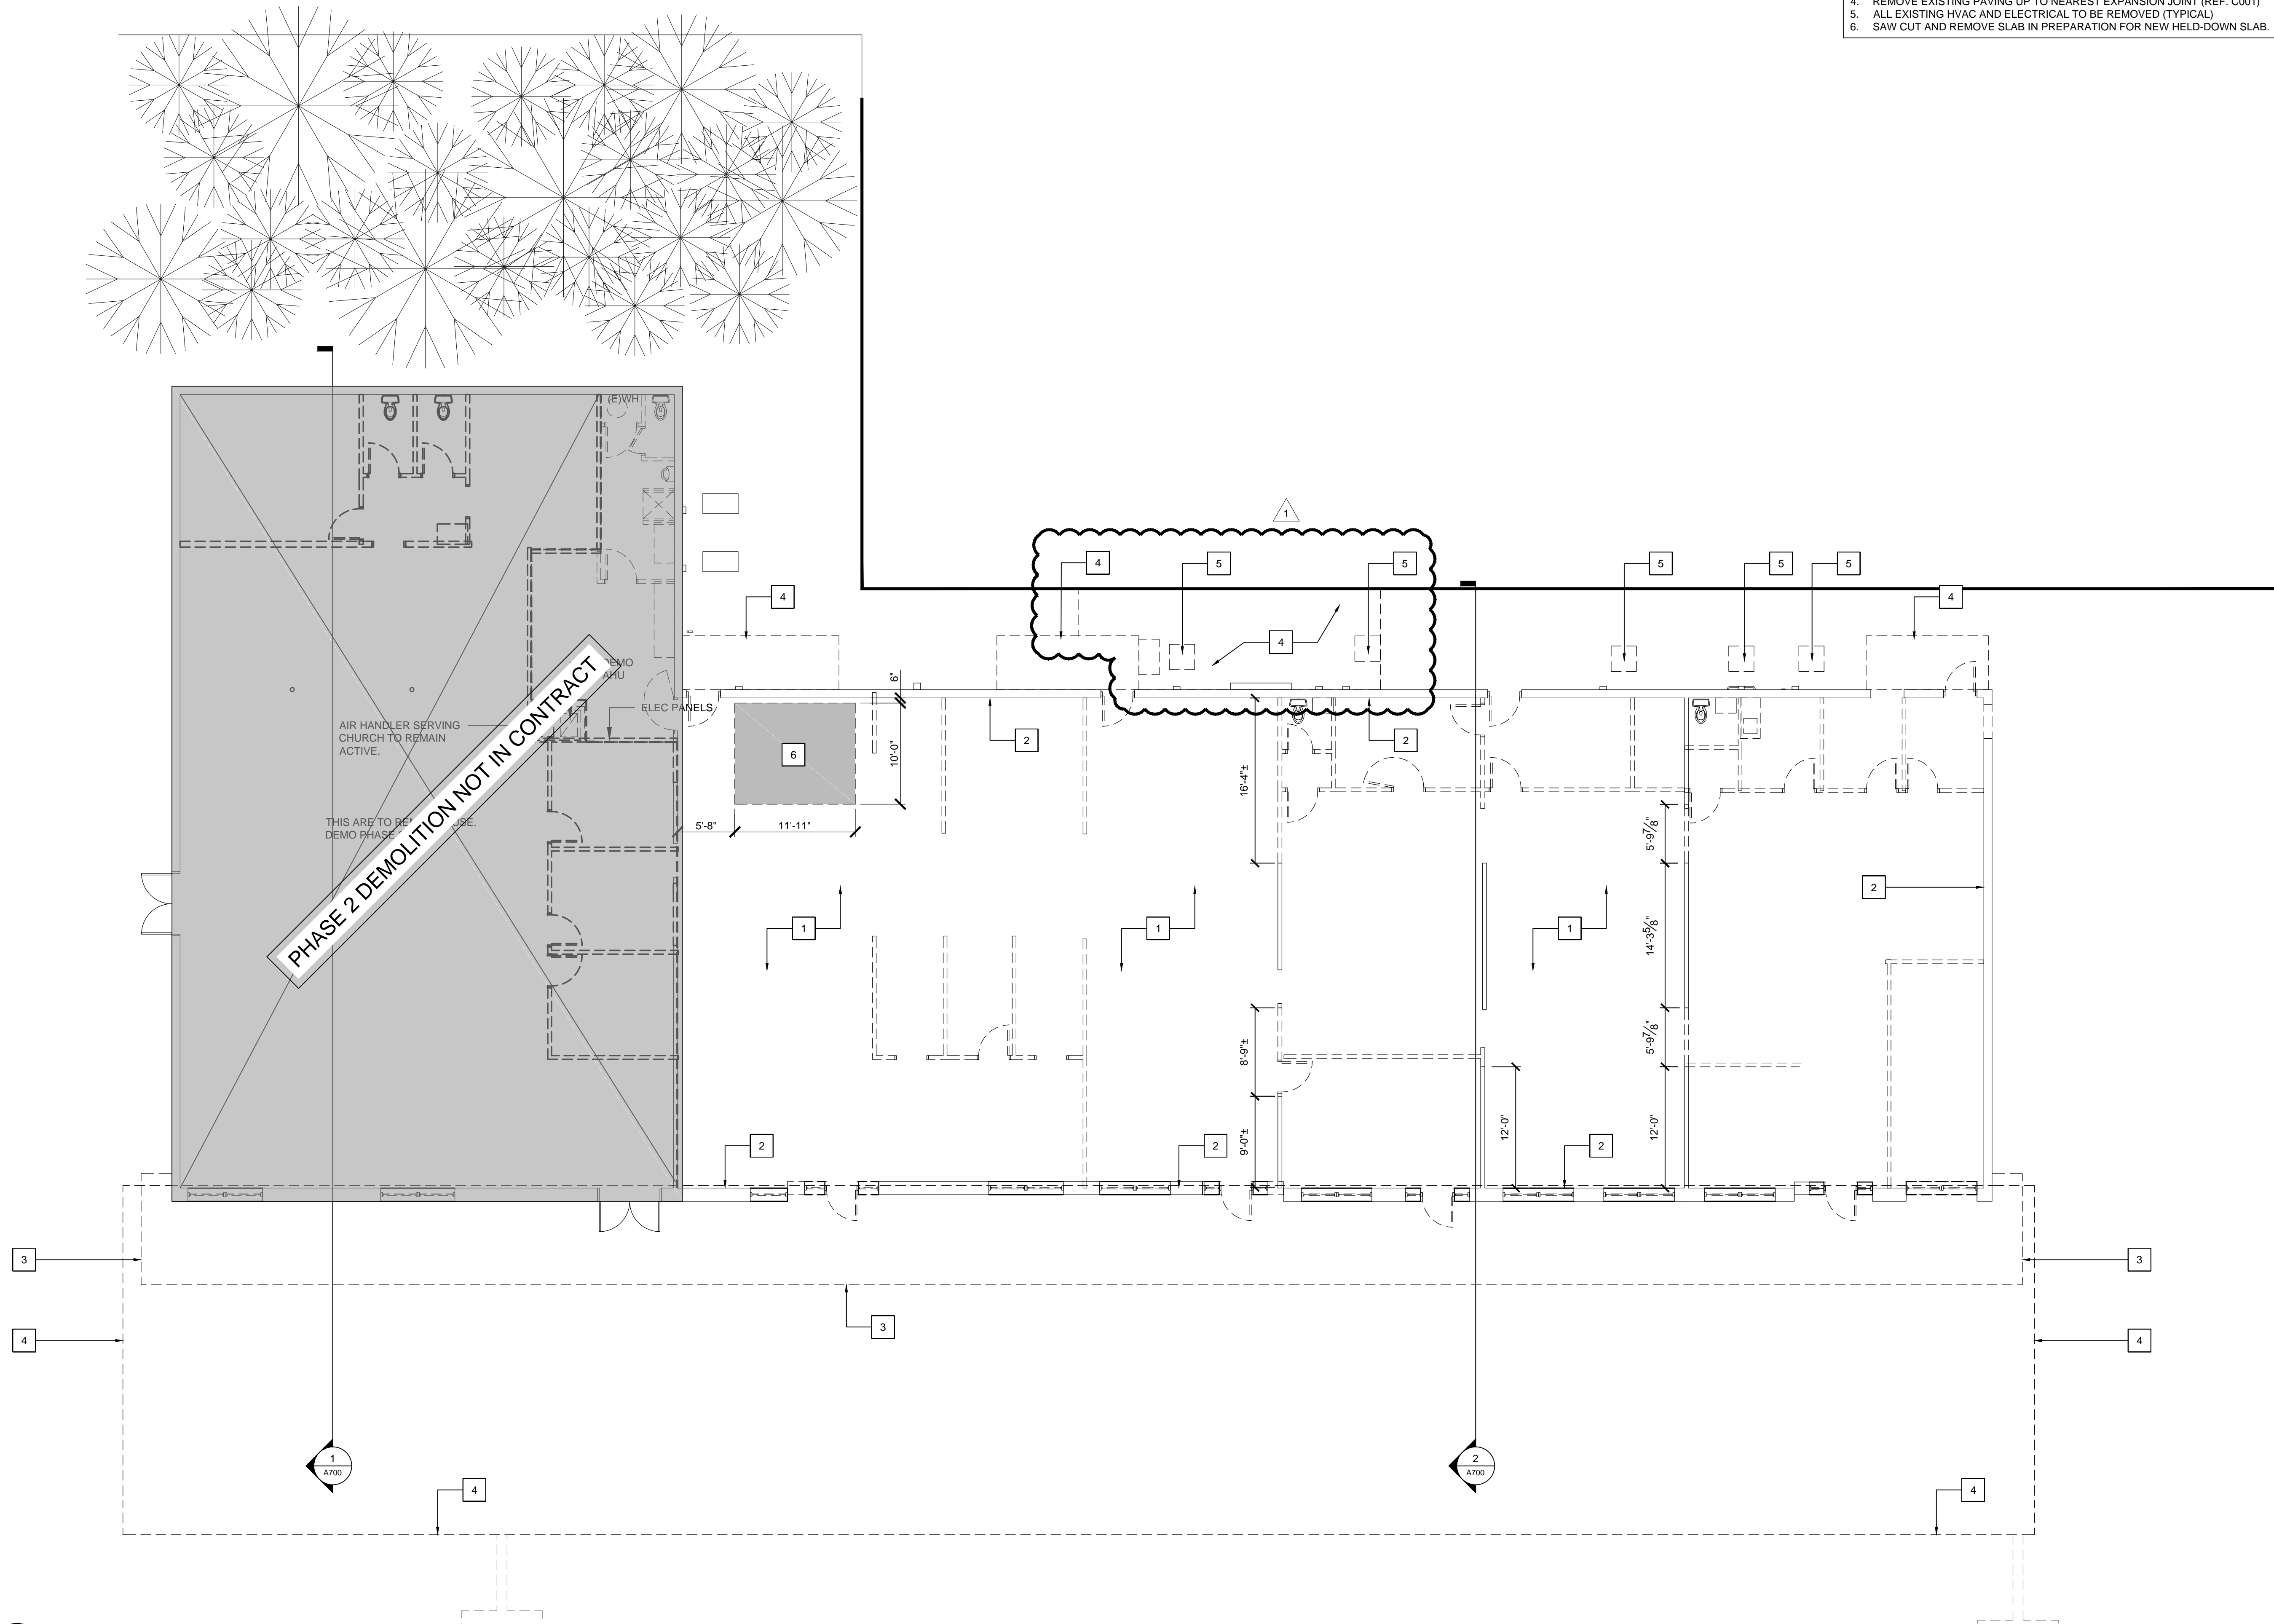 4. REMOVE EXISTING PAVING UP TO NEAREST EXPANSION JOINT (REF. C001)
5. ALL EXISTING HVAC AND ELECTRICAL TO BE REMOVED (TYPICAL)
6. SAW CUT AND REMOVE SLAB IN PREPARATION FOR NEW HELD-DOWN SLAB.
(E)WH
1
4
5
5
5
5
5
4
4
4
DEMO
AHU
ELEC PANELS
AIR HANDLER SERVING
CHURCH TO REMAIN
ACTIVE.
6"
2
2
6
10'-0"
16'-4"±
5'-8"
11'-11"
THIS ARE TO RE USE.
DEMO PHASE
PHASE 2 DEMOLITION NOT IN CONTRACT
5'-9⅞"
2
1
1
1
14'-3⅝"
5'-9⅞"
8'-9"±
9'-0"±
12'-0"
12'-0"
2
2
2
3
3
3
4
4
1
A700
2
A700
4
4